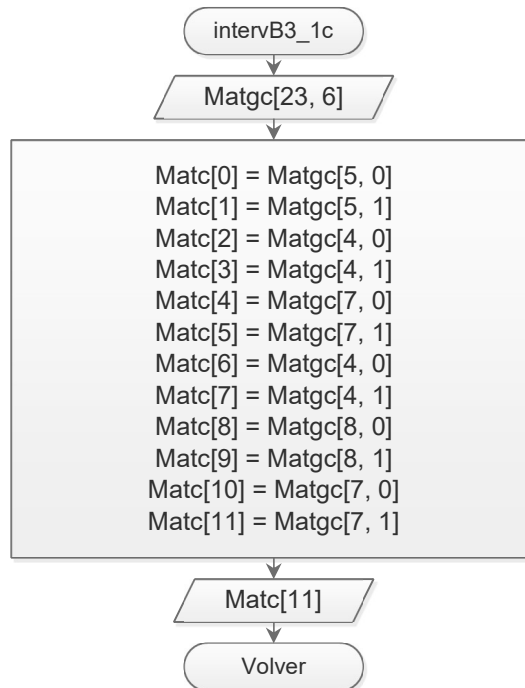 intervB3_1c
Matgc[23, 6]
Matc[0] = Matgc[5, 0]
Matc[1] = Matgc[5, 1]
Matc[2] = Matgc[4, 0]
Matc[3] = Matgc[4, 1]
Matc[4] = Matgc[7, 0]
Matc[5] = Matgc[7, 1]
Matc[6] = Matgc[4, 0]
Matc[7] = Matgc[4, 1]
Matc[8] = Matgc[8, 0]
Matc[9] = Matgc[8, 1]
Matc[10] = Matgc[7, 0]
Matc[11] = Matgc[7, 1]
Matc[11]
Volver